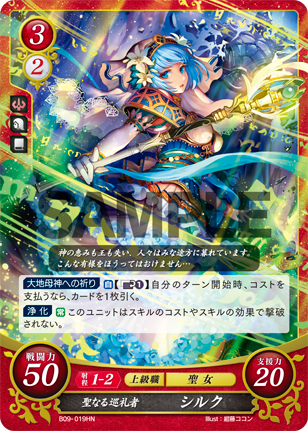 3
2
SAMPLE
神の恵みも王も失い、人々はみな途方に暮れています。
こんな有様をほうってはおけません…
大地母神への祈り 自 自分のターン開始時、コストを
支払うなら、カードを1枚引く。
浄化 常 このユニットはスキルのコストやスキルの効果で撃破
されない。
戦闘力
50
射程 1-2 上級職 聖女
支援力
20
聖なる巡礼者 シルク
B09-019HN
Illust:絽藤ココン